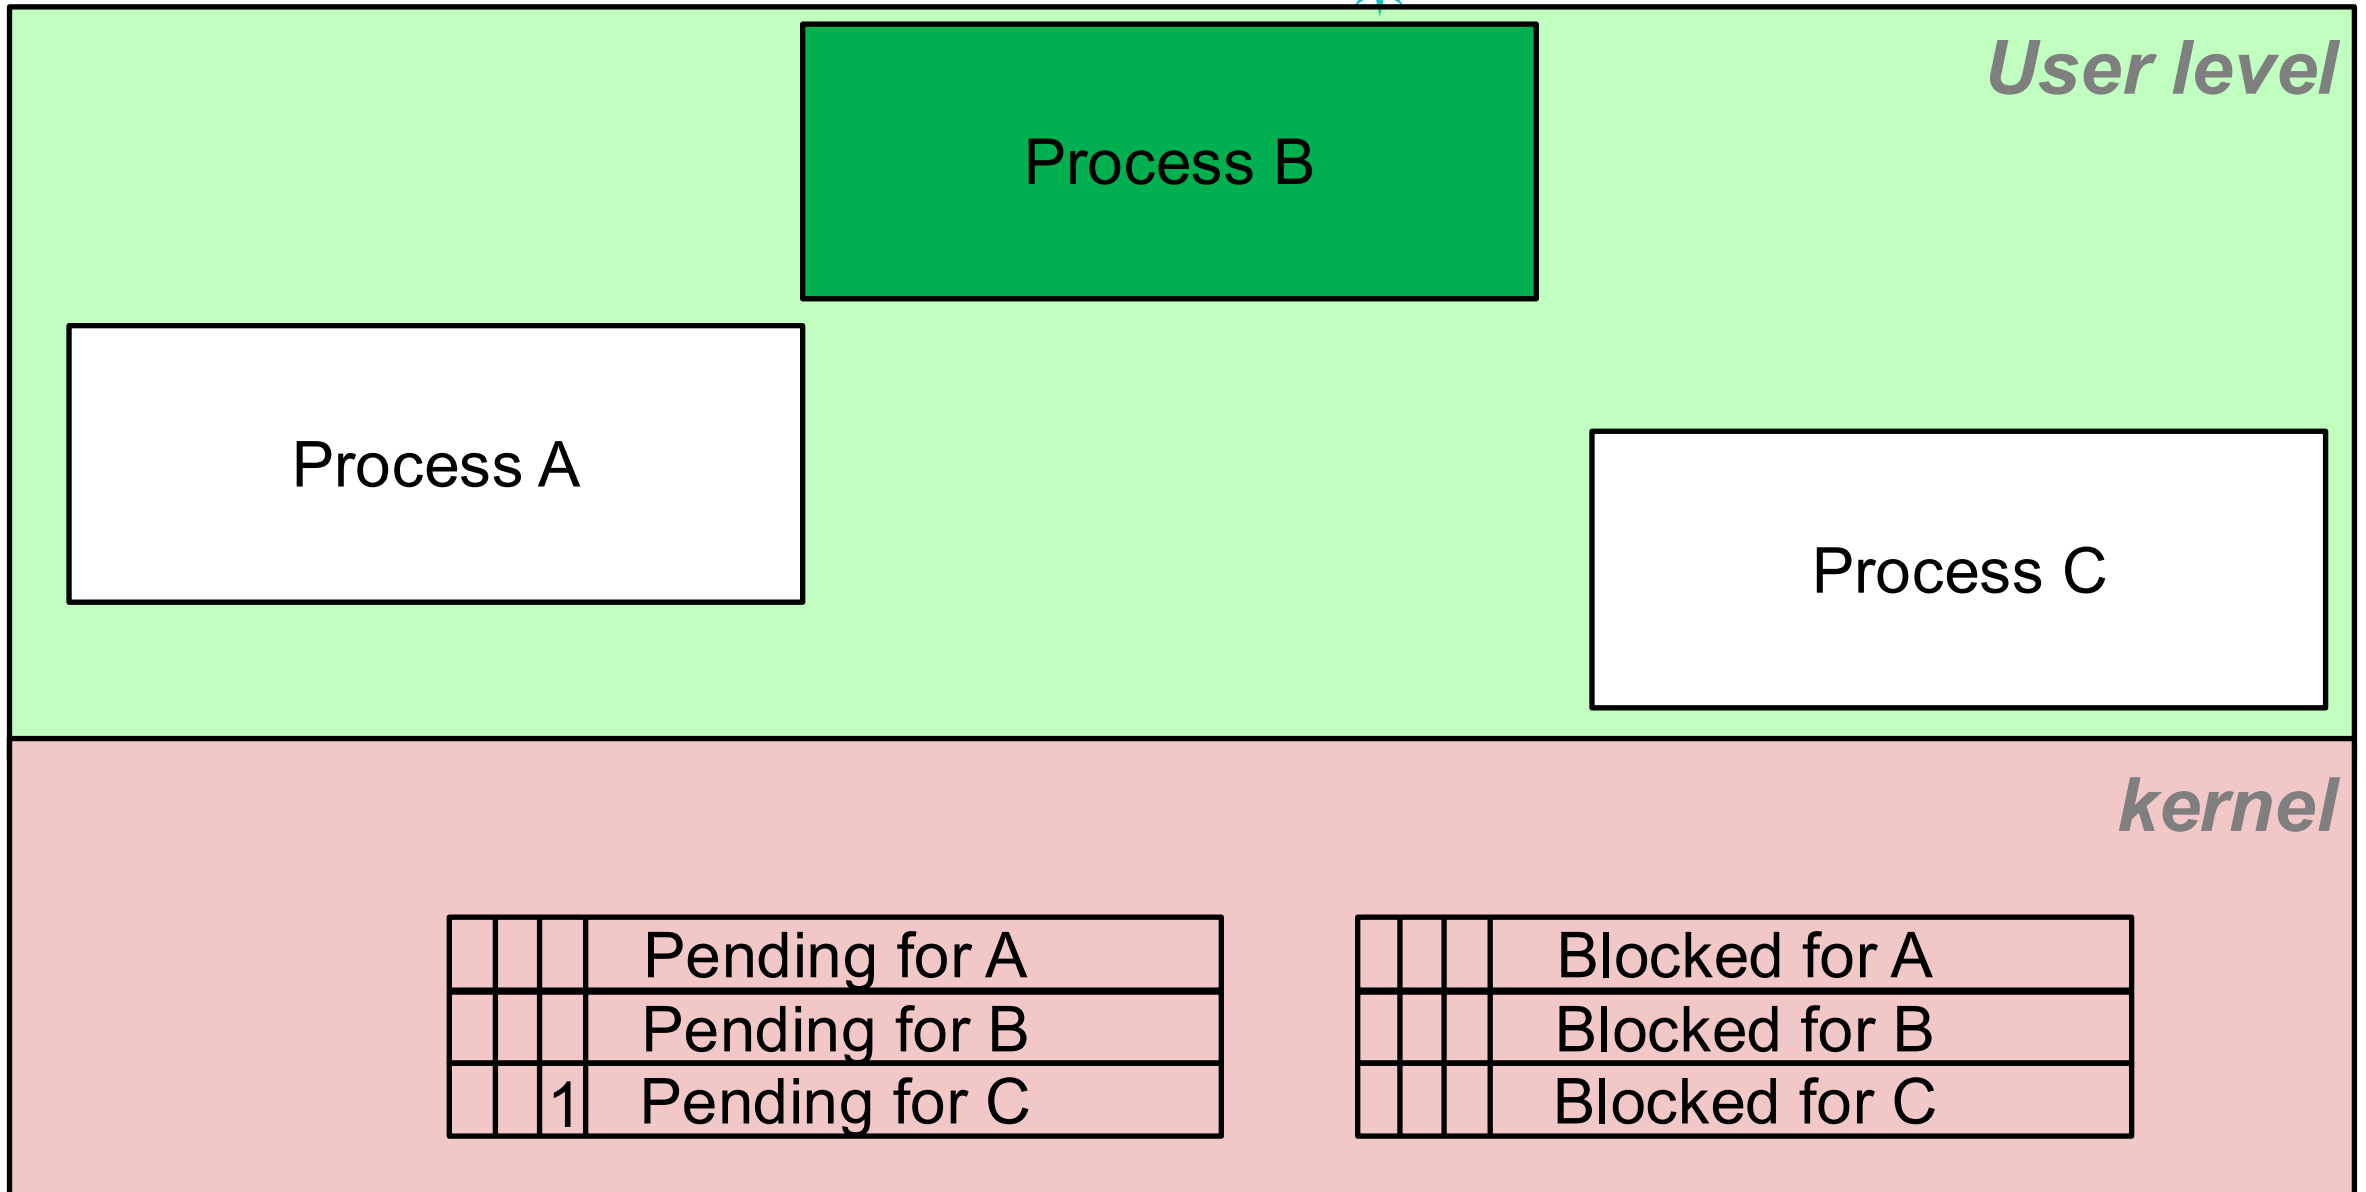 User level
Process B
Process A
Process C
kernel
Pending for A
Blocked for A
Pending for B
Blocked for B
1 Pending for C
Blocked for C